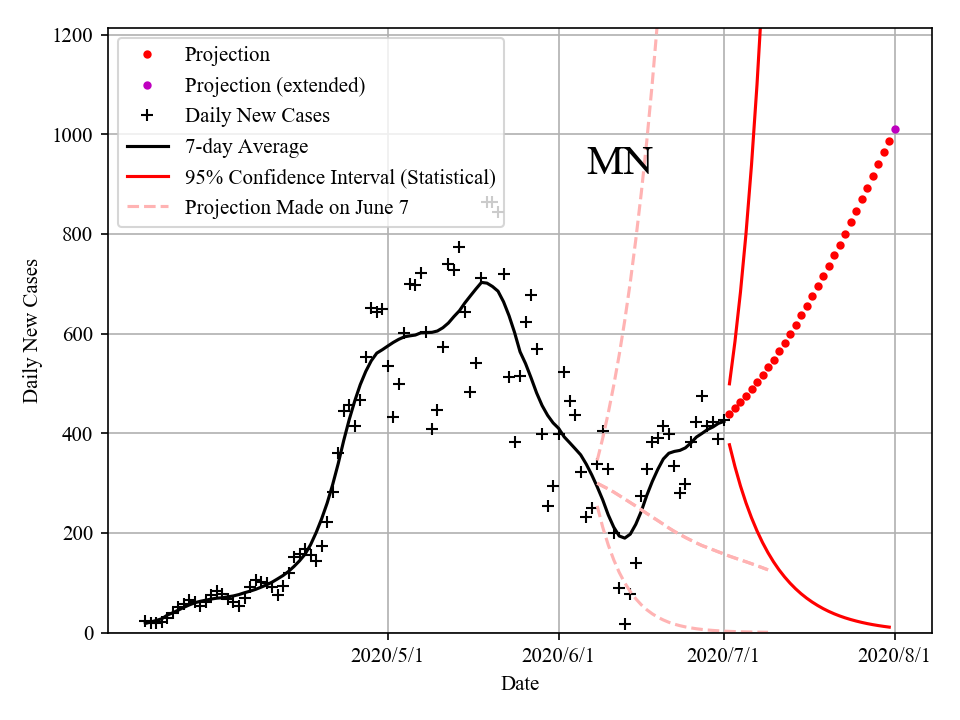 1200
1000
800
600
400
200
0
Daily New Cases
Projection
Projection (extended)
Daily New Cases
7-day Average
95% Confidence Interval (Statistical)
Projection Made on June 7
MN
2020/5/1
2020/6/1
2020/7/1
2020/8/1
Date